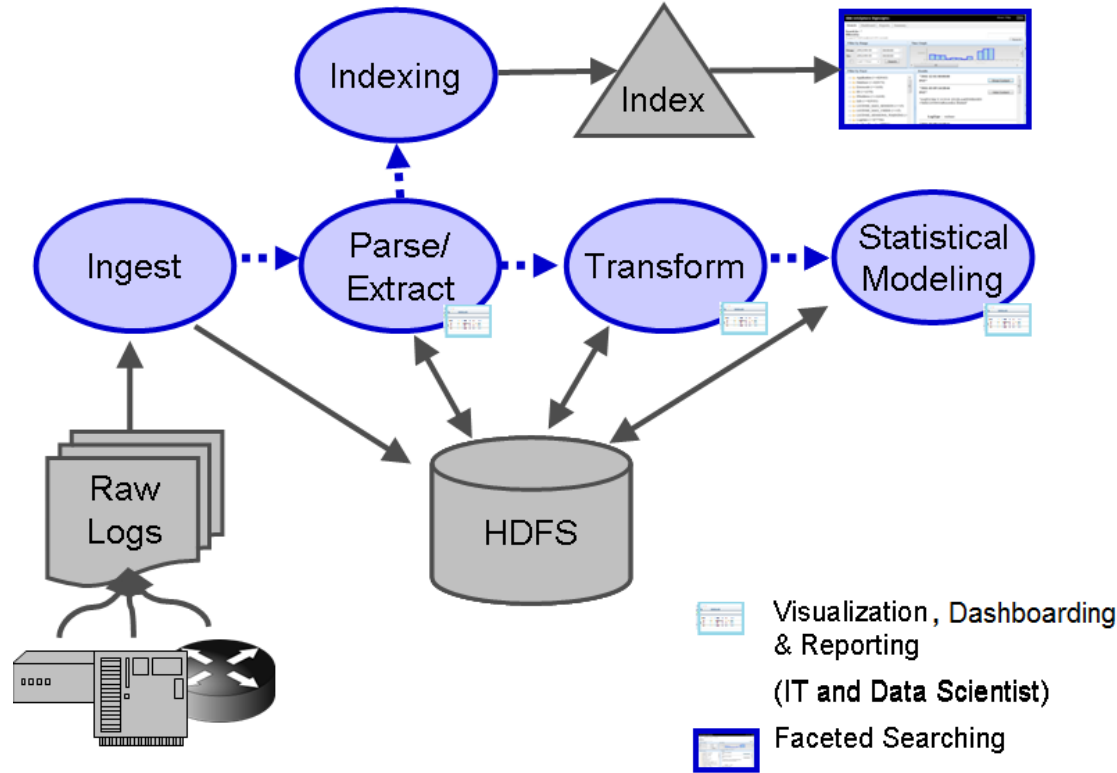 Indexing
Index
Ingest
Parse/
Extract
Transform
Statistical
Modeling
Raw
Logs
HDFS
Visualization, Dashboarding
& Reporting
(IT and Data Scientist)
Faceted Searching